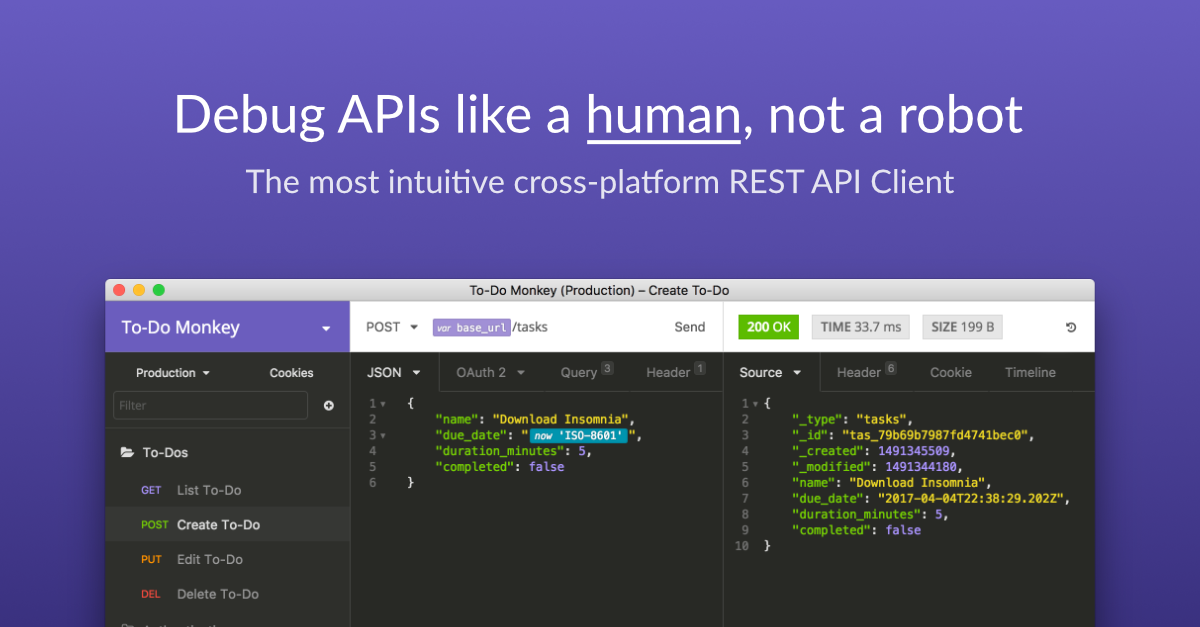 Debug APIs like a human, not a robot
The most intuitive cross-platform REST API Client
To-Do Monkey (Production) – Create To-Do
To-Do Monkey
POST var base_url/tasks Send
200 OK TIME 33.7 ms SIZE 199 B
Production Cookies
JSON OAuth 2 Query 3 Header 1
Source Header 6 Cookie Timeline
Filter
To-Dos
GET List To-Do
POST Create To-Do
PUT Edit To-Do
DEL Delete To-Do
1 {
2 "name": "Download Insomnia",
3 "due_date": " now 'ISO-8601' ",
4 "duration_minutes": 5,
5 "completed": false
6 }
1 {
2 "_type": "tasks",
3 "_id": "tas_79b69b7987fd4741bec0",
4 "_created": 1491345509,
5 "_modified": 1491344180,
6 "name": "Download Insomnia",
7 "due_date": "2017-04-04T22:38:29.202Z",
8 "duration_minutes": 5,
9 "completed": false
10 }